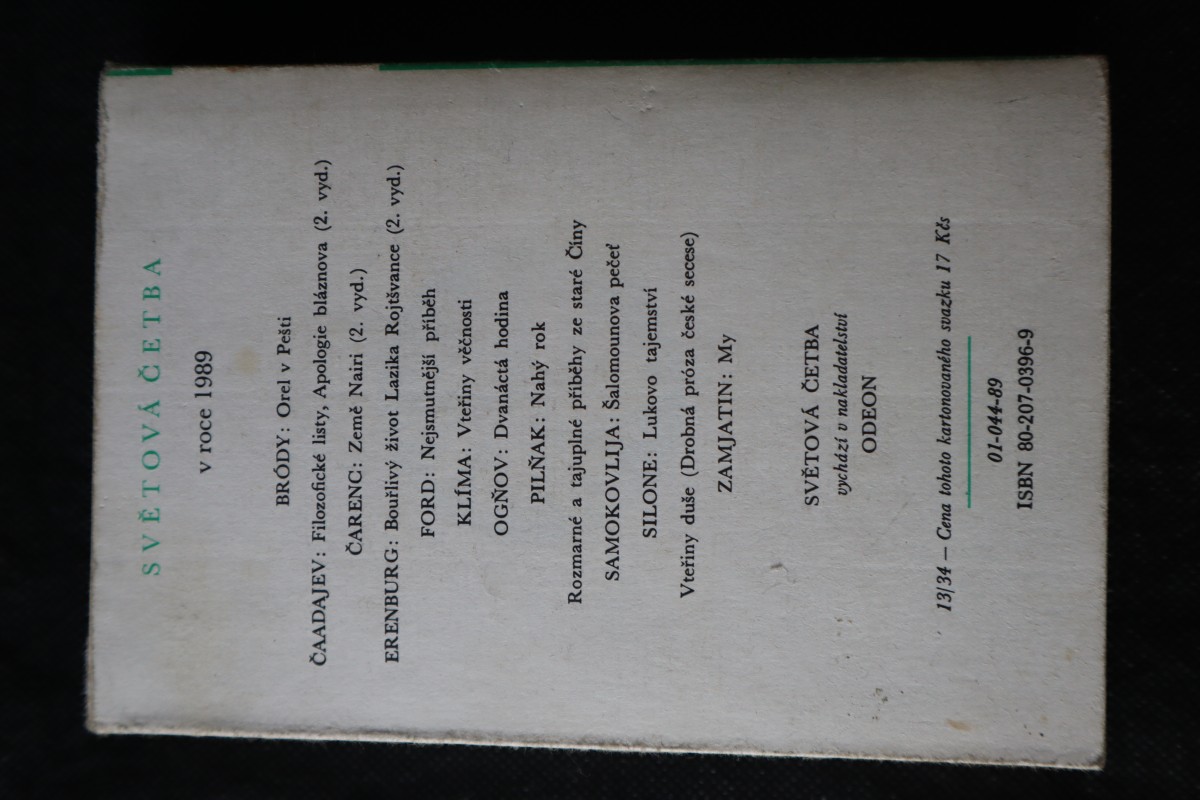 SVĚTOVÁ ČETBA
v roce 1989
BRÓDY: Orel v Pešti
ČAADAJEV: Filozofické listy, Apologie bláznova (2. vyd.)
ČARENC: Země Nairi (2. vyd.)
ERENBURG: Bouřlivý život Lazika Rojtšvance (2. vyd.)
FORD: Nejsmutnější příběh
KLÍMA: Vteřiny věčnosti
OGŇOV: Dvanáctá hodina
PILŇAK: Nahý rok
Rozmarné a tajuplné příběhy ze staré Číny
SAMOKOVLIJA: Šalomounova pečeť
SILONE: Lukovo tajemství
Vteřiny duše (Drobná próza české secese)
ZAMJATIN: My
SVĚTOVÁ ČETBA
vychází v nakladatelství
ODEON
13/34 — Cena tohoto kartonovaného svazku 17 Kčs
01-044-89
ISBN 80-207-0396-9